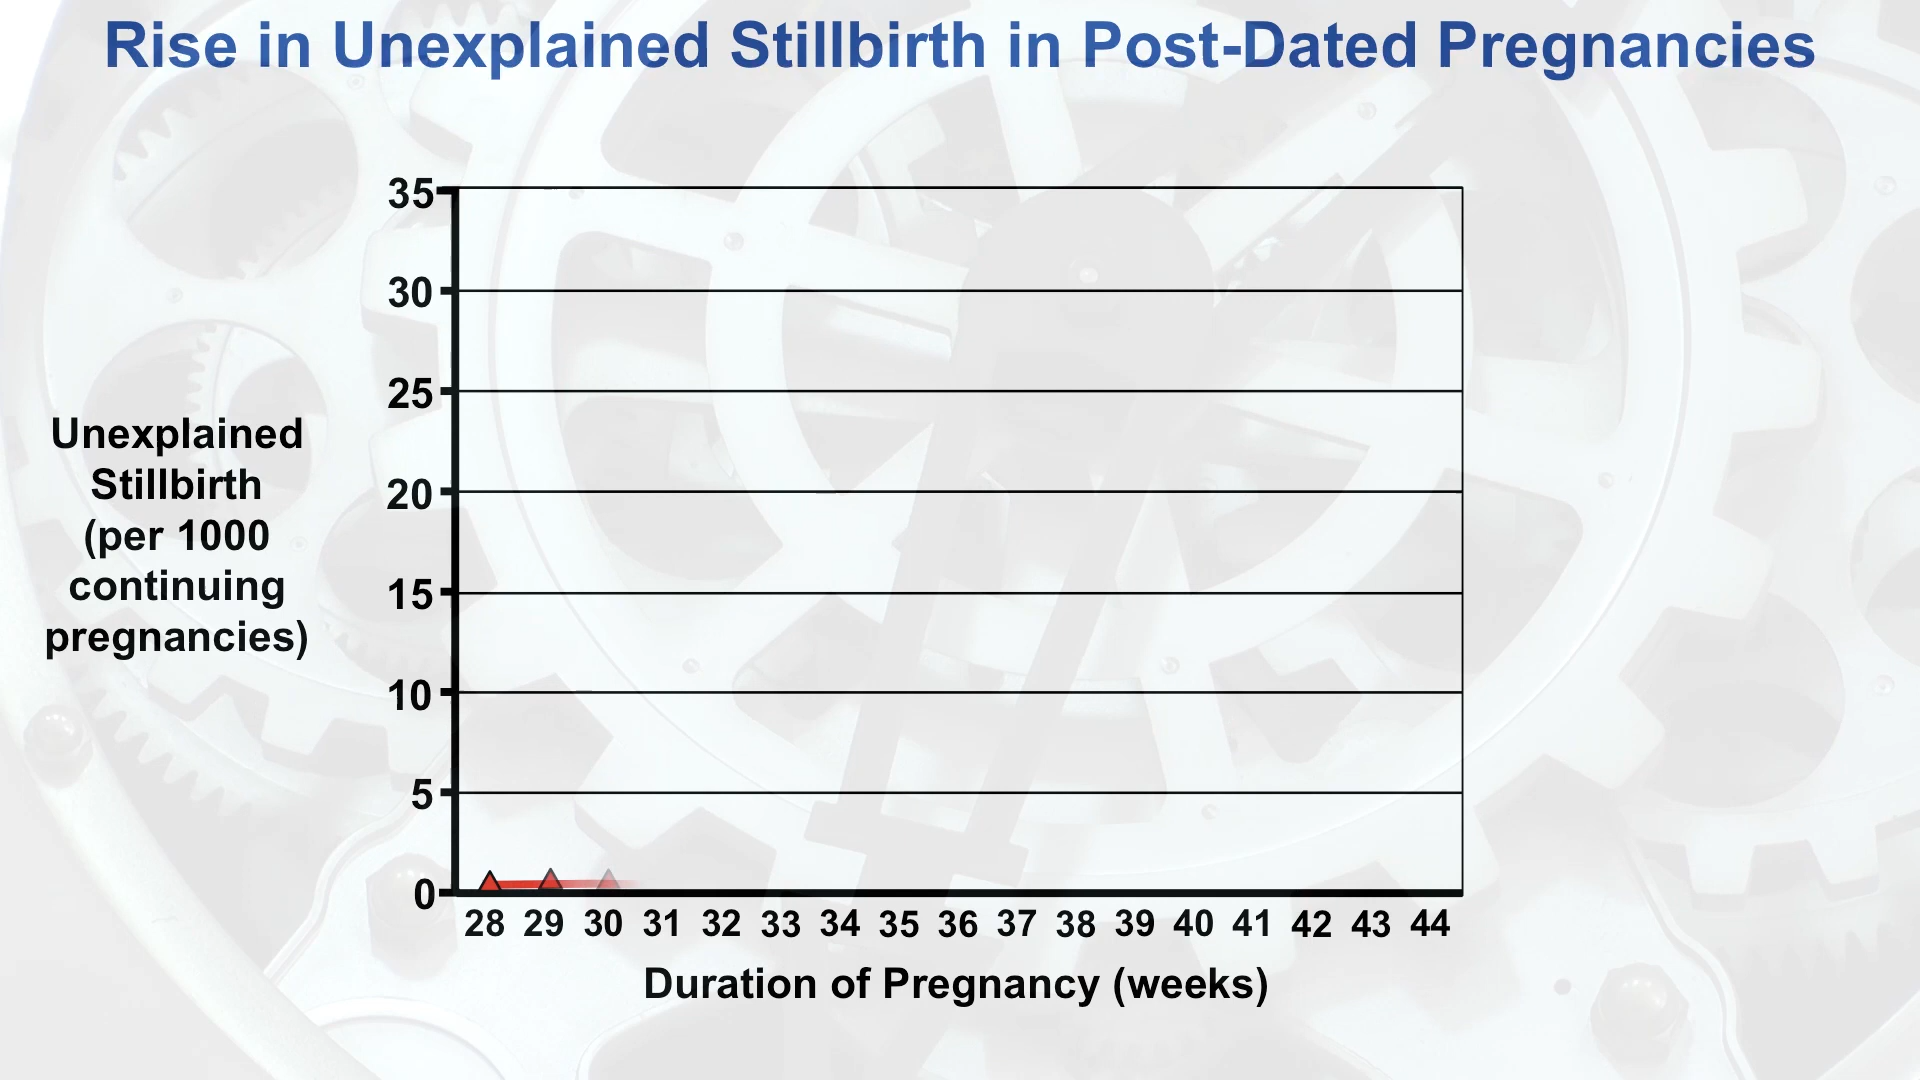 Rise in Unexplained Stillbirth in Post-Dated Pregnancies
35
30
25
20
15
10
5
0
Unexplained
Stillbirth
(per 1000
continuing
pregnancies)
28 29 30 31 32 33 34 35 36 37 38 39 40 41 42 43 44
Duration of Pregnancy (weeks)